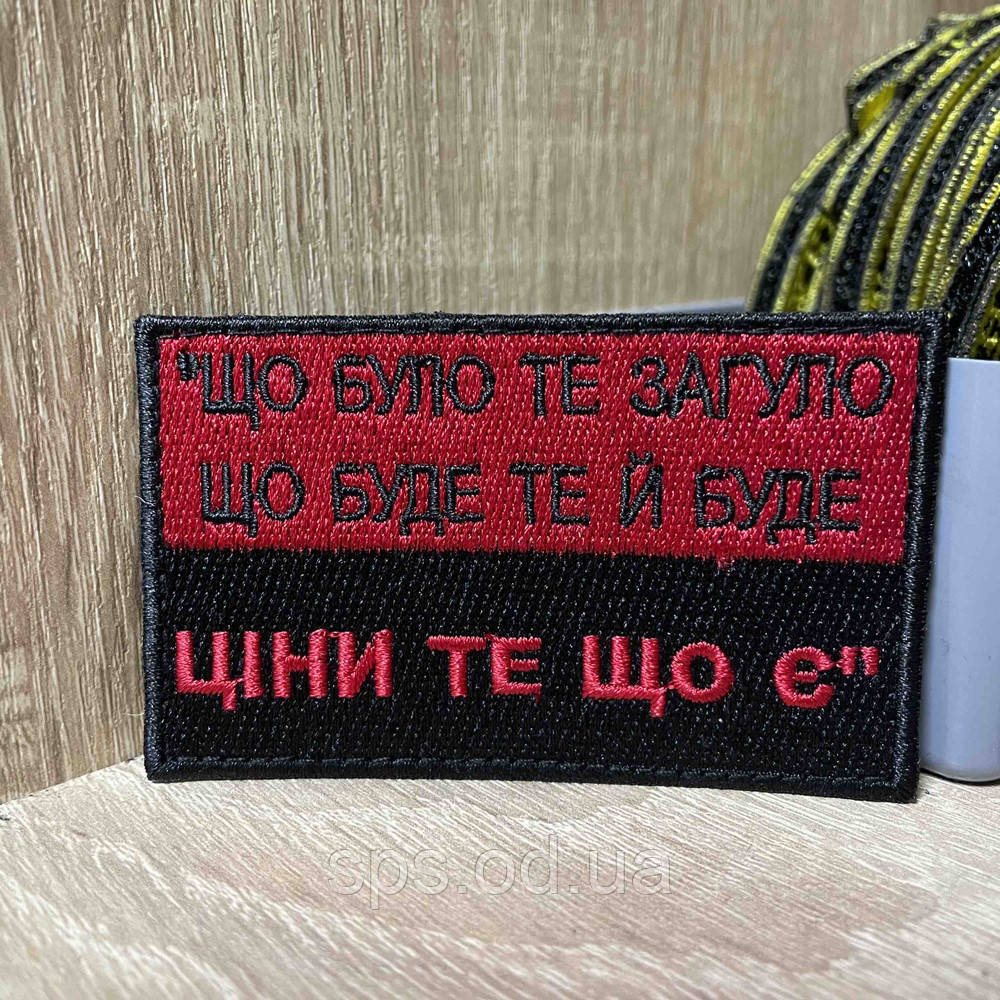 "ЩО БУЛО ТЕ ЗАГУЛО
ЩО БУДЕ ТЕ Й БУДЕ
ЦІНИ ТЕ ЩО Є"
sps.od.ua